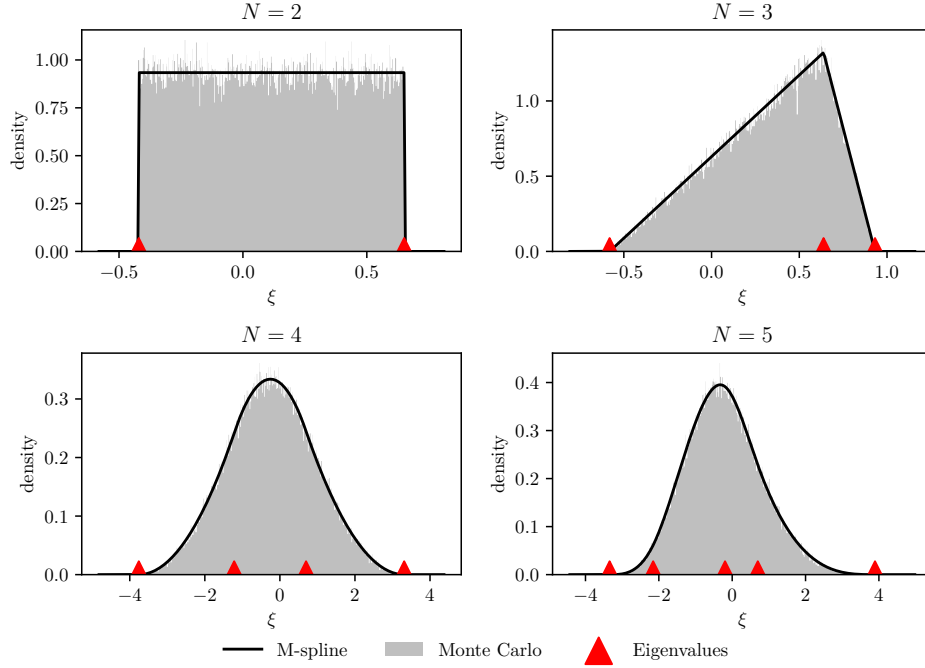 N = 2
density
1.00
0.75
0.50
0.25
0.00
−0.5 0.0 0.5
ξ
N = 3
density
1.0
0.5
0.0
−0.5 0.0 0.5 1.0
ξ
N = 4
density
0.3
0.2
0.1
0.0
−4 −2 0 2 4
ξ
N = 5
density
0.4
0.3
0.2
0.1
0.0
−4 −2 0 2 4
ξ
M-spline Monte Carlo Eigenvalues